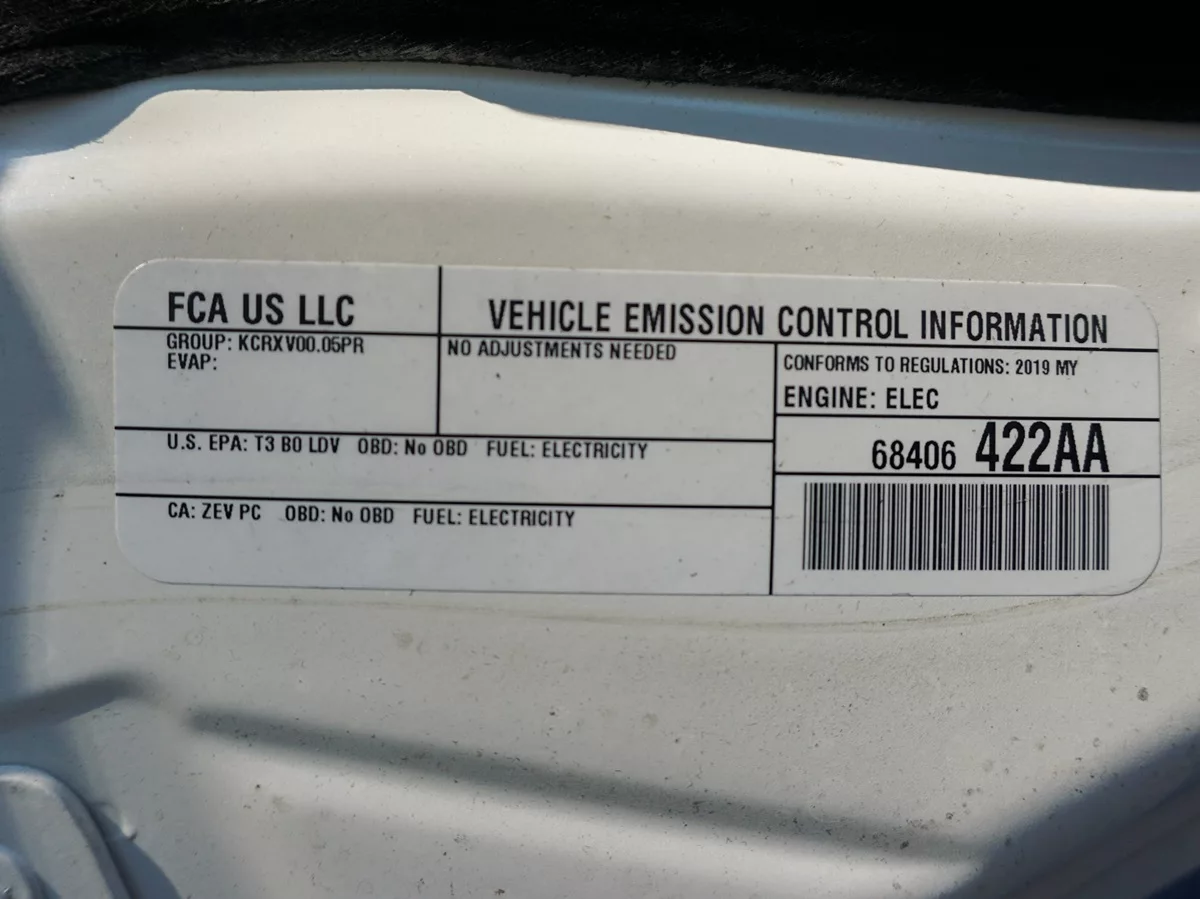 FCA US LLC
VEHICLE EMISSION CONTROL INFORMATION
GROUP: KCRXV00.05PR
EVAP:
NO ADJUSTMENTS NEEDED
CONFORMS TO REGULATIONS: 2019 MY
ENGINE: ELEC
U.S. EPA: T3 B0 LDV OBD: No OBD FUEL: ELECTRICITY
68406 422AA
CA: ZEV PC OBD: No OBD FUEL: ELECTRICITY